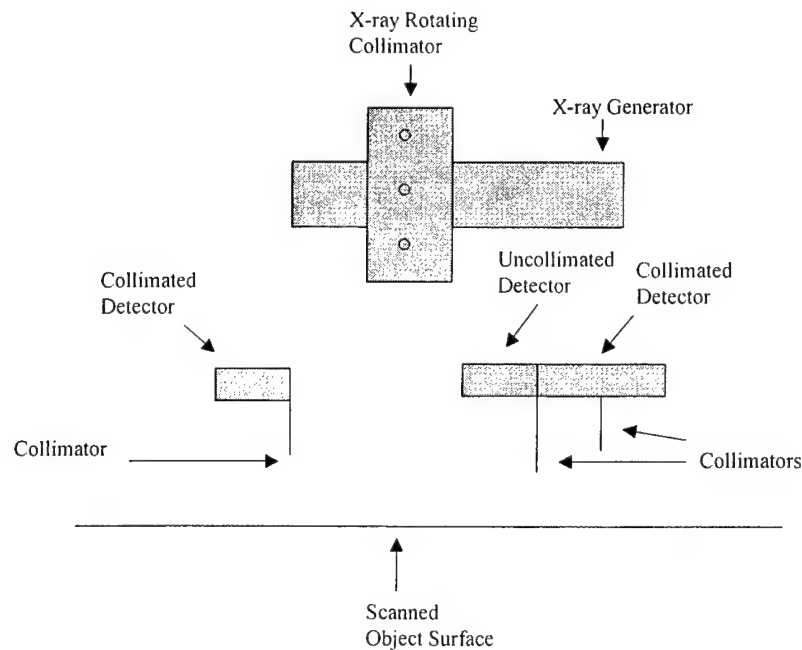 X-ray Rotating
Collimator
X-ray Generator
Uncollimated
Detector
Collimated
Detector
Collimated
Detector
Collimator
Collimators
Scanned
Object Surface